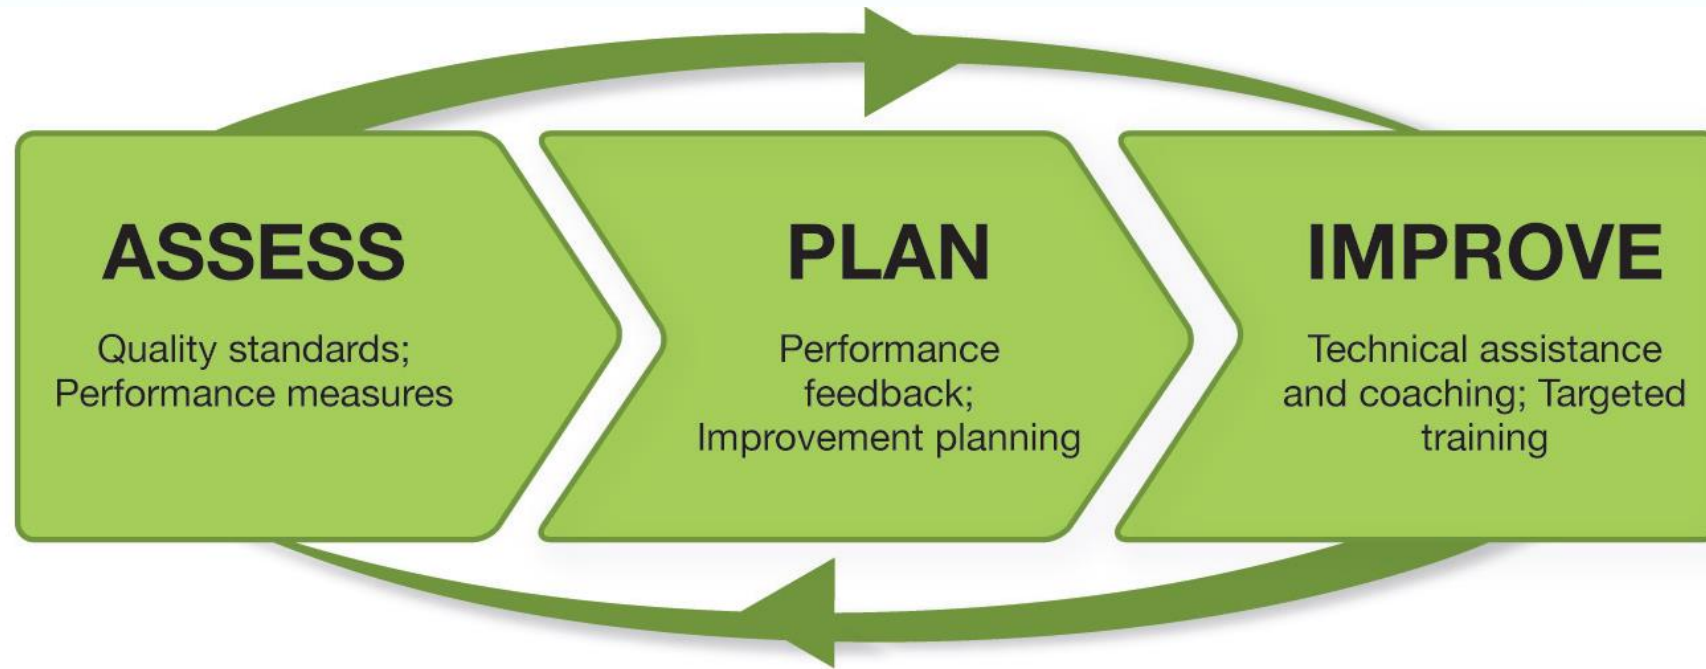 ASSESS
Quality standards;
Performance measures
PLAN
Performance
feedback;
Improvement planning
IMPROVE
Technical assistance
and coaching; Targeted
training